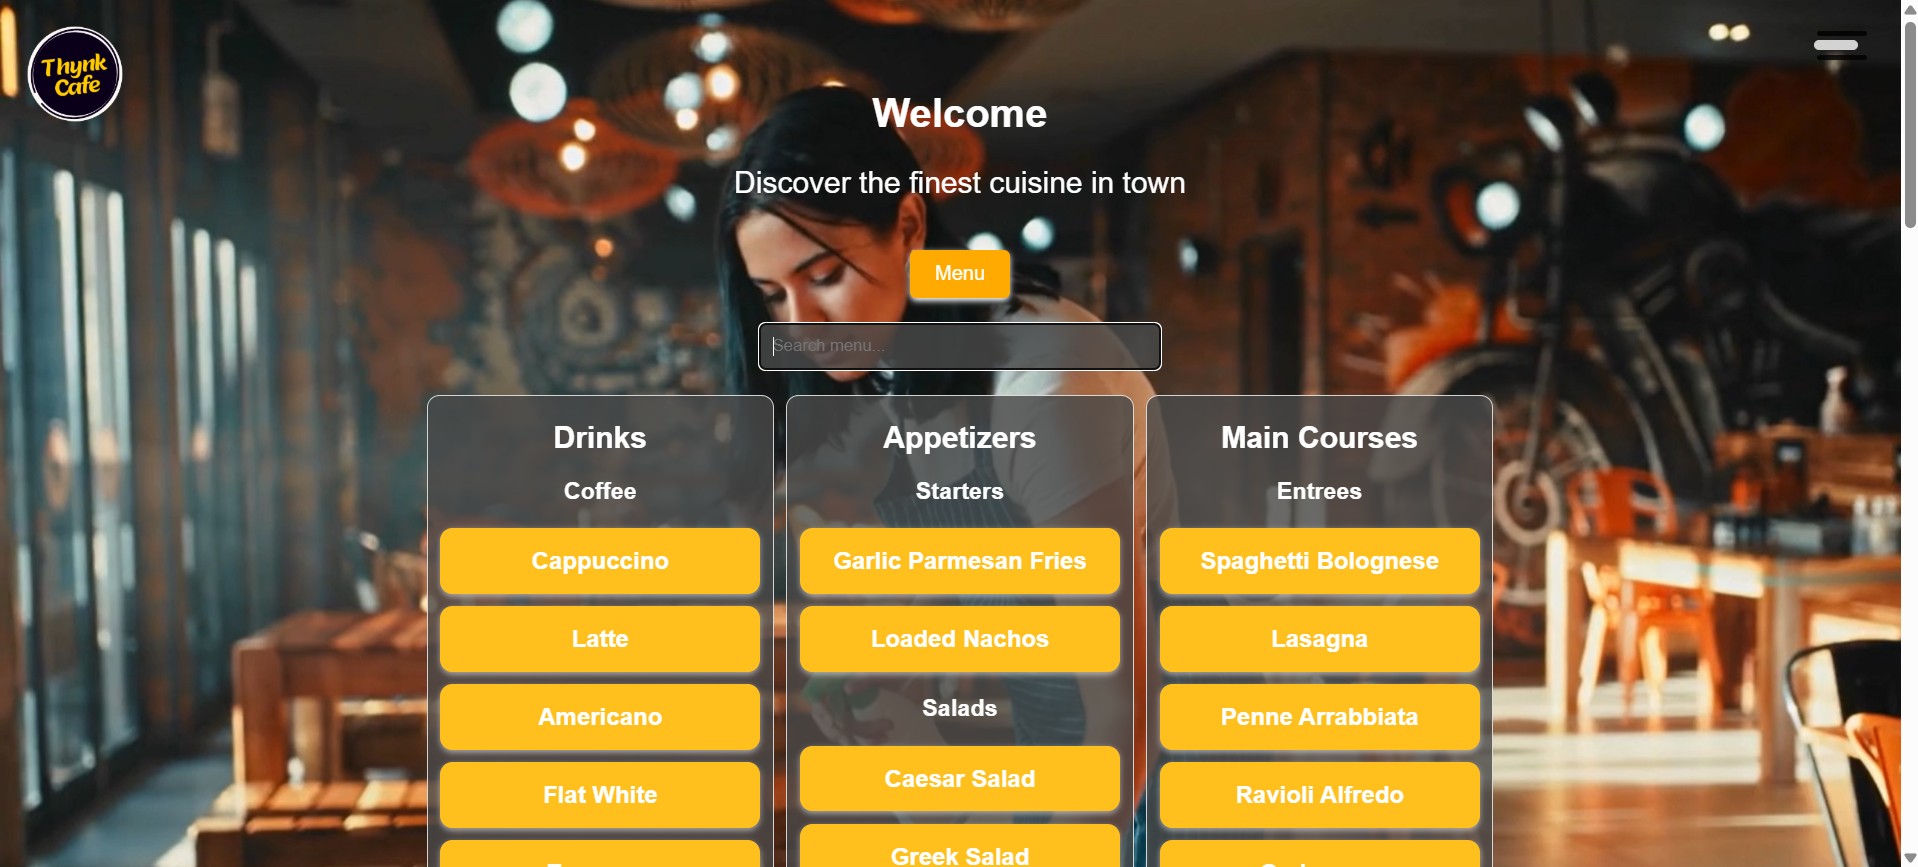 Thynk
Cafe
Welcome
Discover the finest cuisine in town
Menu
Search menu...
Drinks
Coffee
Cappuccino
Latte
Americano
Flat White
Appetizers
Starters
Garlic Parmesan Fries
Loaded Nachos
Salads
Caesar Salad
Greek Salad
Main Courses
Entrees
Spaghetti Bolognese
Lasagna
Penne Arrabbiata
Ravioli Alfredo